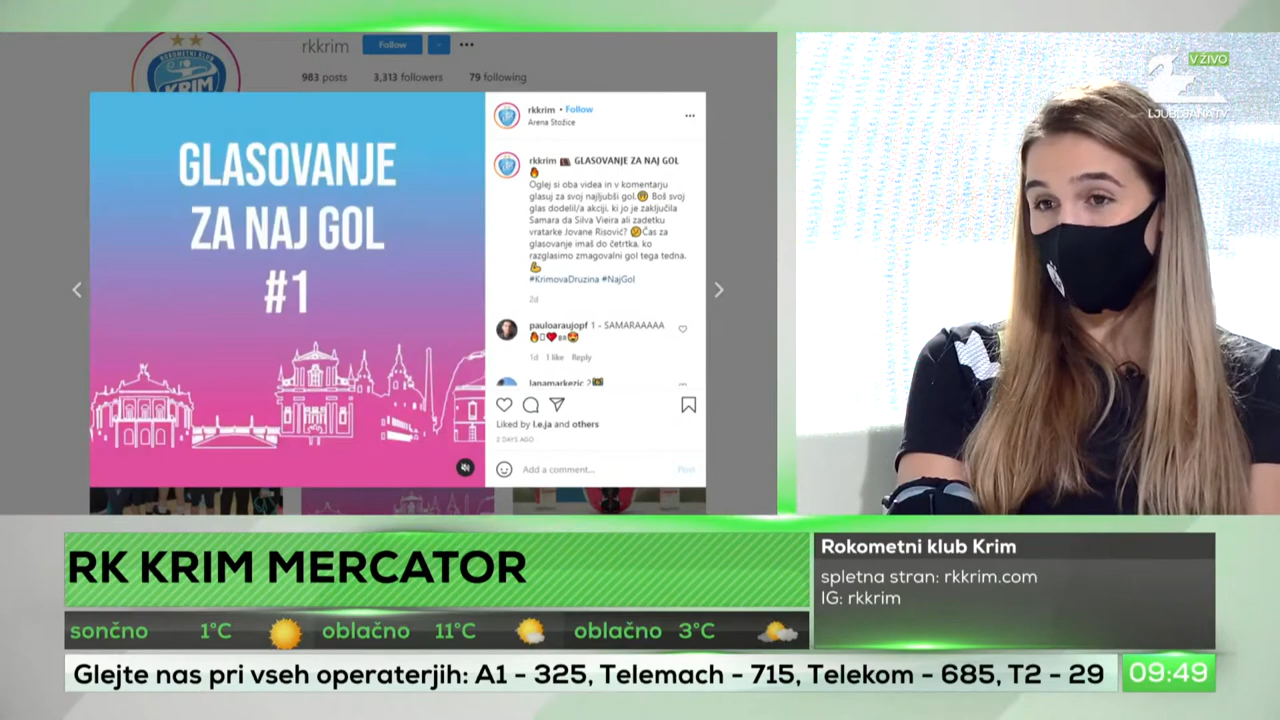 rkkrim Follow
983 posts 3,313 followers 79 following
ROKOMETNI KLUB
KRIM
GLASOVANJE
ZA NAJ GOL
#1
rkkrim • Follow
Arena Stožice
rkkrim GLASOVANJE ZA NAJ GOL
Oglej si oba videa in v komentarju
glasuj za svoj najljubši gol. Boš svoj
glas dodelil/a akciji, ki jo je zaključila
Samara da Silva Vieira ali zadetku
vratarke Jovane Risović? Čas za
glasovanje imaš do četrtka, ko
razglasimo zmagovalni gol tega tedna.
#KrimovaDruzina #NajGol
2d
pauloaraujopf 1 - SAMARAAAAA
1d 1 like Reply
lanamarkezic 2
Liked by l.e.ja and others
2 DAYS AGO
Add a comment... Post
V ŽIVO
LJUBLJANA TV
RK KRIM MERCATOR
Rokometni klub Krim
spletna stran: rkkrim.com
IG: rkkrim
sončno 1°C oblačno 11°C oblačno 3°C
Glejte nas pri vseh operaterjih: A1 - 325, Telemach - 715, Telekom - 685, T2 - 29
09:49